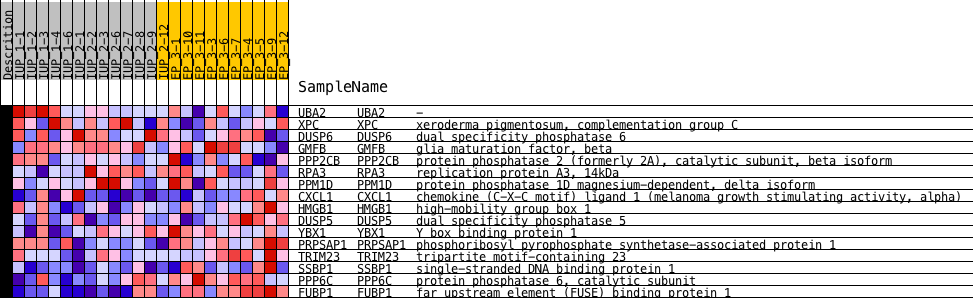 Descrition
IUP_1-1
IUP_1-2
IUP_1-3
IUP_1-4
IUP_1-6
IUP_2-1
IUP_2-2
IUP_2-3
IUP_2-6
IUP_2-7
IUP_2-8
IUP_2-9
IUP_2-12
EP_3-1
EP_3-10
EP_3-11
EP_3-3
EP_3-6
EP_3-7
EP_3-4
EP_3-5
EP_3-9
EP_3-12
SampleName
UBA2 UBA2 –
XPC XPC xeroderma pigmentosum, complementation group C
DUSP6 DUSP6 dual specificity phosphatase 6
GMFB GMFB glia maturation factor, beta
PPP2CB PPP2CB protein phosphatase 2 (formerly 2A), catalytic subunit, beta isoform
RPA3 RPA3 replication protein A3, 14kDa
PPM1D PPM1D protein phosphatase 1D magnesium-dependent, delta isoform
CXCL1 CXCL1 chemokine (C-X-C motif) ligand 1 (melanoma growth stimulating activity, alpha)
HMGB1 HMGB1 high-mobility group box 1
DUSP5 DUSP5 dual specificity phosphatase 5
YBX1 YBX1 Y box binding protein 1
PRPSAP1 PRPSAP1 phosphoribosyl pyrophosphate synthetase-associated protein 1
TRIM23 TRIM23 tripartite motif-containing 23
SSBP1 SSBP1 single-stranded DNA binding protein 1
PPP6C PPP6C protein phosphatase 6, catalytic subunit
FUBP1 FUBP1 far upstream element (FUSE) binding protein 1